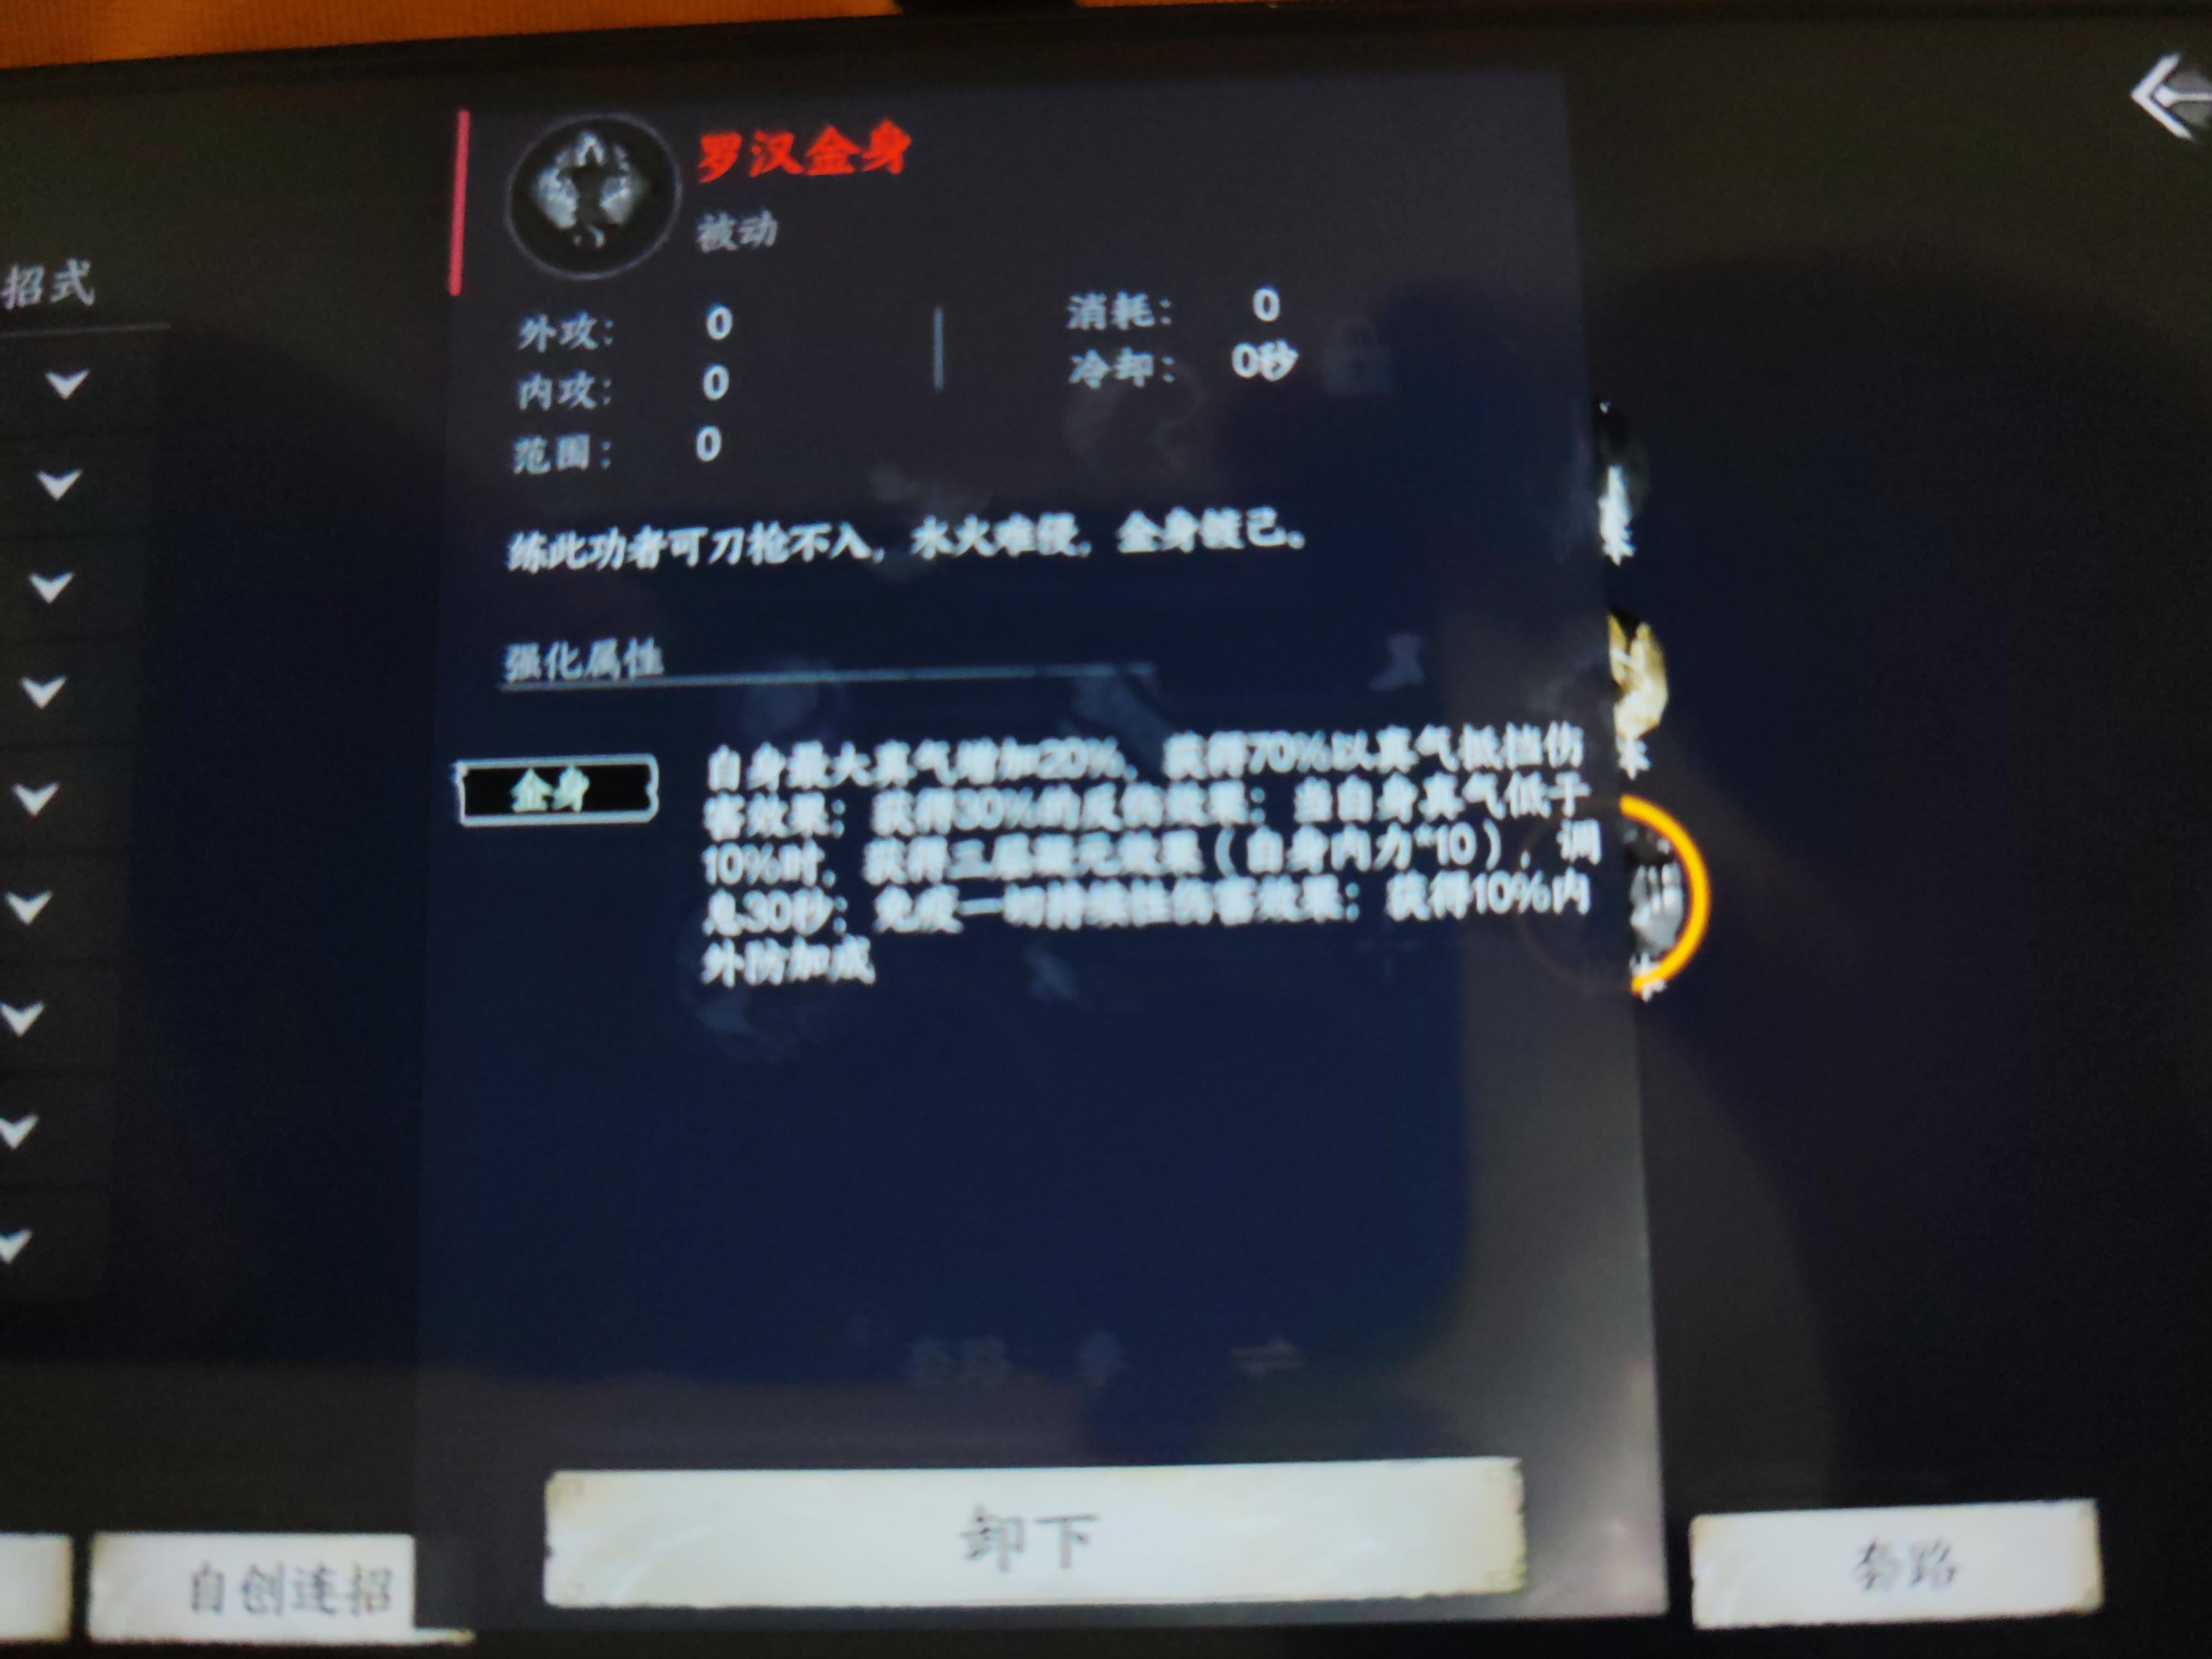 罗汉金身
被动
招式
外攻： 0
消耗： 0
内攻： 0
冷却： 0秒
范围： 0
练此功者可刀枪不入，水火难侵，金身镀己。
强化属性
金身
自身最大真气增加20%，获得70%以真气抵挡伤
害效果；获得30%的反伤效果；当自身真气低于
10%时，获得三层凝元效果（自身内力*10），调
息30秒；免疫一切持续性伤害效果；获得10%内
外防加成
卸下
自创连招
套路